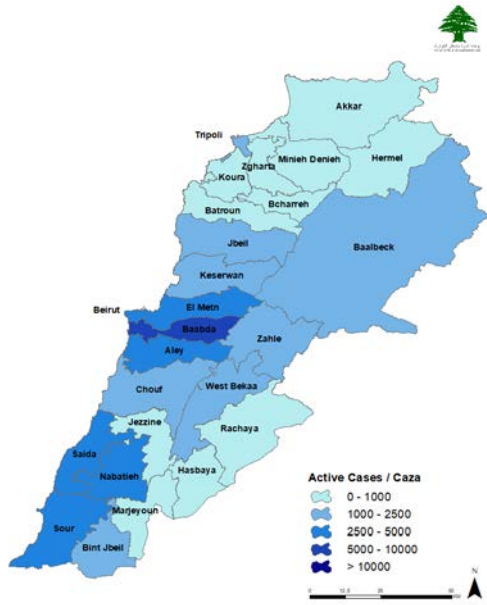 Akkar
Tripoli
Zgharta
Minieh Denieh
Hermel
Koura
Bcharreh
Batroun
Jbeil
Baalbeck
Keserwan
El Metn
Beirut
Baabda
Zahle
Aley
West Bekaa
Chouf
Jezzine
Rachaya
Saida
Nabatieh
Hasbaya
Marjeyoun
Sour
Bint Jbeil
Active Cases / Caza
0 - 1000
1000 - 2500
2500 - 5000
5000 - 10000
> 10000
N